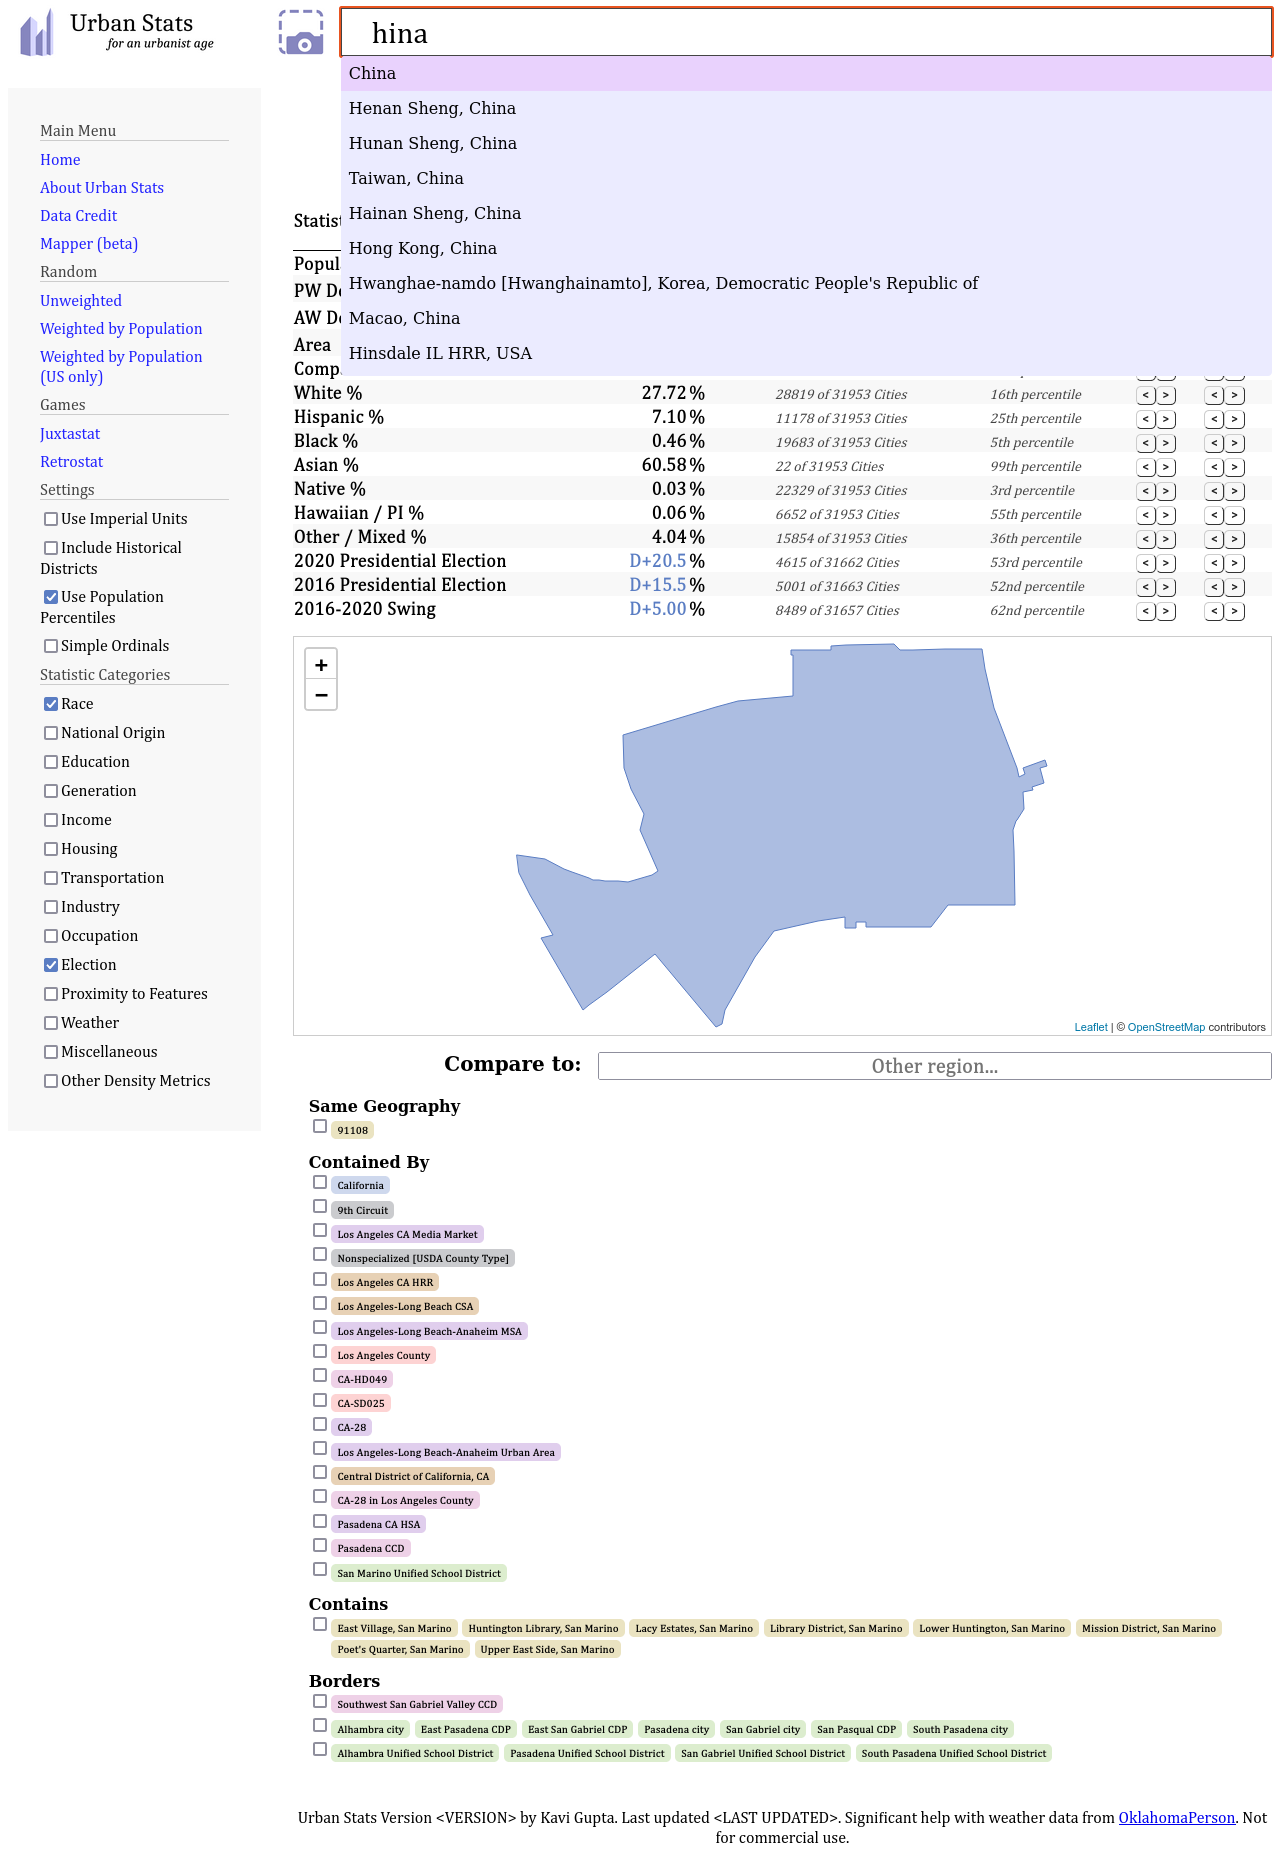 Urban Stats
for an urbanist age
hina
China
Henan Sheng, China
Hunan Sheng, China
Taiwan, China
Hainan Sheng, China
Hong Kong, China
Hwanghae-namdo [Hwanghainamto], Korea, Democratic People's Republic of
Macao, China
Hinsdale IL HRR, USA
Main Menu
Home
About Urban Stats
Data Credit
Mapper (beta)
Random
Unweighted
Weighted by Population
Weighted by Population
(US only)
Games
Juxtastat
Retrostat
Settings
Use Imperial Units
Include Historical
Districts
Use Population
Percentiles
Simple Ordinals
Statistic Categories
Race
National Origin
Education
Generation
Income
Housing
Transportation
Industry
Occupation
Election
Proximity to Features
Weather
Miscellaneous
Other Density Metrics
Area
White % 27.72 % 28819 of 31953 Cities 16th percentile < > < >
Hispanic % 7.10 % 11178 of 31953 Cities 25th percentile < > < >
Black % 0.46 % 19683 of 31953 Cities 5th percentile < > < >
Asian % 60.58 % 22 of 31953 Cities 99th percentile < > < >
Native % 0.03 % 22329 of 31953 Cities 3rd percentile < > < >
Hawaiian / PI % 0.06 % 6652 of 31953 Cities 55th percentile < > < >
Other / Mixed % 4.04 % 15854 of 31953 Cities 36th percentile < > < >
2020 Presidential Election D+20.5 % 4615 of 31662 Cities 53rd percentile < > < >
2016 Presidential Election D+15.5 % 5001 of 31663 Cities 52nd percentile < > < >
2016-2020 Swing D+5.00 % 8489 of 31657 Cities 62nd percentile < > < >
+
−
Leaflet | © OpenStreetMap contributors
Compare to: Other region...
Same Geography
91108
Contained By
California
9th Circuit
Los Angeles CA Media Market
Nonspecialized [USDA County Type]
Los Angeles CA HRR
Los Angeles-Long Beach CSA
Los Angeles-Long Beach-Anaheim MSA
Los Angeles County
CA-HD049
CA-SD025
CA-28
Los Angeles-Long Beach-Anaheim Urban Area
Central District of California, CA
CA-28 in Los Angeles County
Pasadena CA HSA
Pasadena CCD
San Marino Unified School District
Contains
East Village, San Marino Huntington Library, San Marino Lacy Estates, San Marino Library District, San Marino Lower Huntington, San Marino Mission District, San Marino
Poet's Quarter, San Marino Upper East Side, San Marino
Borders
Southwest San Gabriel Valley CCD
Alhambra city East Pasadena CDP East San Gabriel CDP Pasadena city San Gabriel city San Pasqual CDP South Pasadena city
Alhambra Unified School District Pasadena Unified School District San Gabriel Unified School District South Pasadena Unified School District
Urban Stats Version <VERSION> by Kavi Gupta. Last updated <LAST UPDATED>. Significant help with weather data from OklahomaPerson. Not
for commercial use.